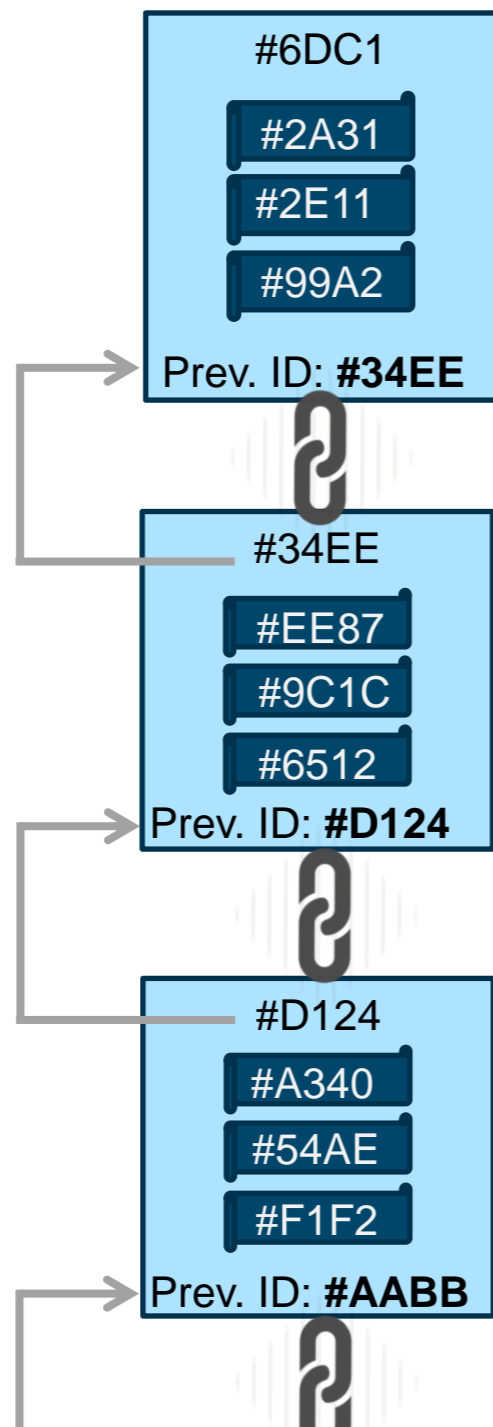 #6DC1
#2A31
#2E11
#99A2
Prev. ID: #34EE
#34EE
#EE87
#9C1C
#6512
Prev. ID: #D124
#D124
#A340
#54AE
#F1F2
Prev. ID: #AABB